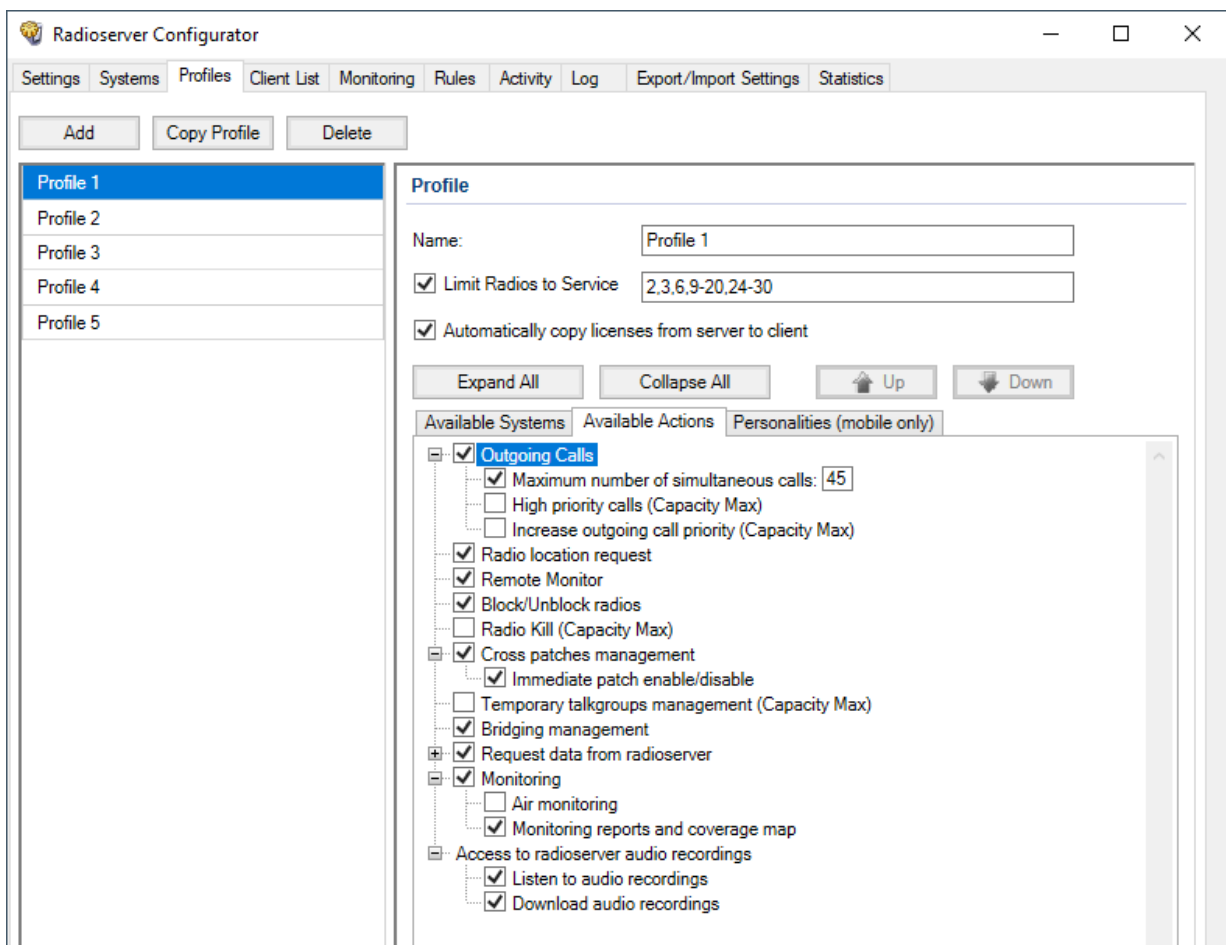 Radioserver Configurator
Settings Systems Profiles Client List Monitoring Rules Activity Log Export/Import Settings Statistics
Add Copy Profile Delete
Profile 1
Profile 2
Profile 3
Profile 4
Profile 5
Profile
Name: Profile 1
Limit Radios to Service 2,3,6,9-20,24-30
Automatically copy licenses from server to client
Expand All Collapse All Up Down
Available Systems Available Actions Personalities (mobile only)
Outgoing Calls
Maximum number of simultaneous calls: 45
High priority calls (Capacity Max)
Increase outgoing call priority (Capacity Max)
Radio location request
Remote Monitor
Block/Unblock radios
Radio Kill (Capacity Max)
Cross patches management
Immediate patch enable/disable
Temporary talkgroups management (Capacity Max)
Bridging management
Request data from radioserver
Monitoring
Air monitoring
Monitoring reports and coverage map
Access to radioserver audio recordings
Listen to audio recordings
Download audio recordings